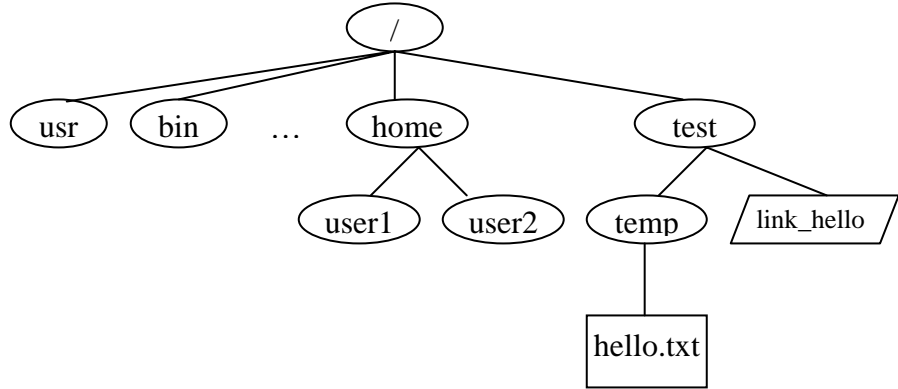 /
usr
bin
…
home
test
user1
user2
temp
link_hello
hello.txt